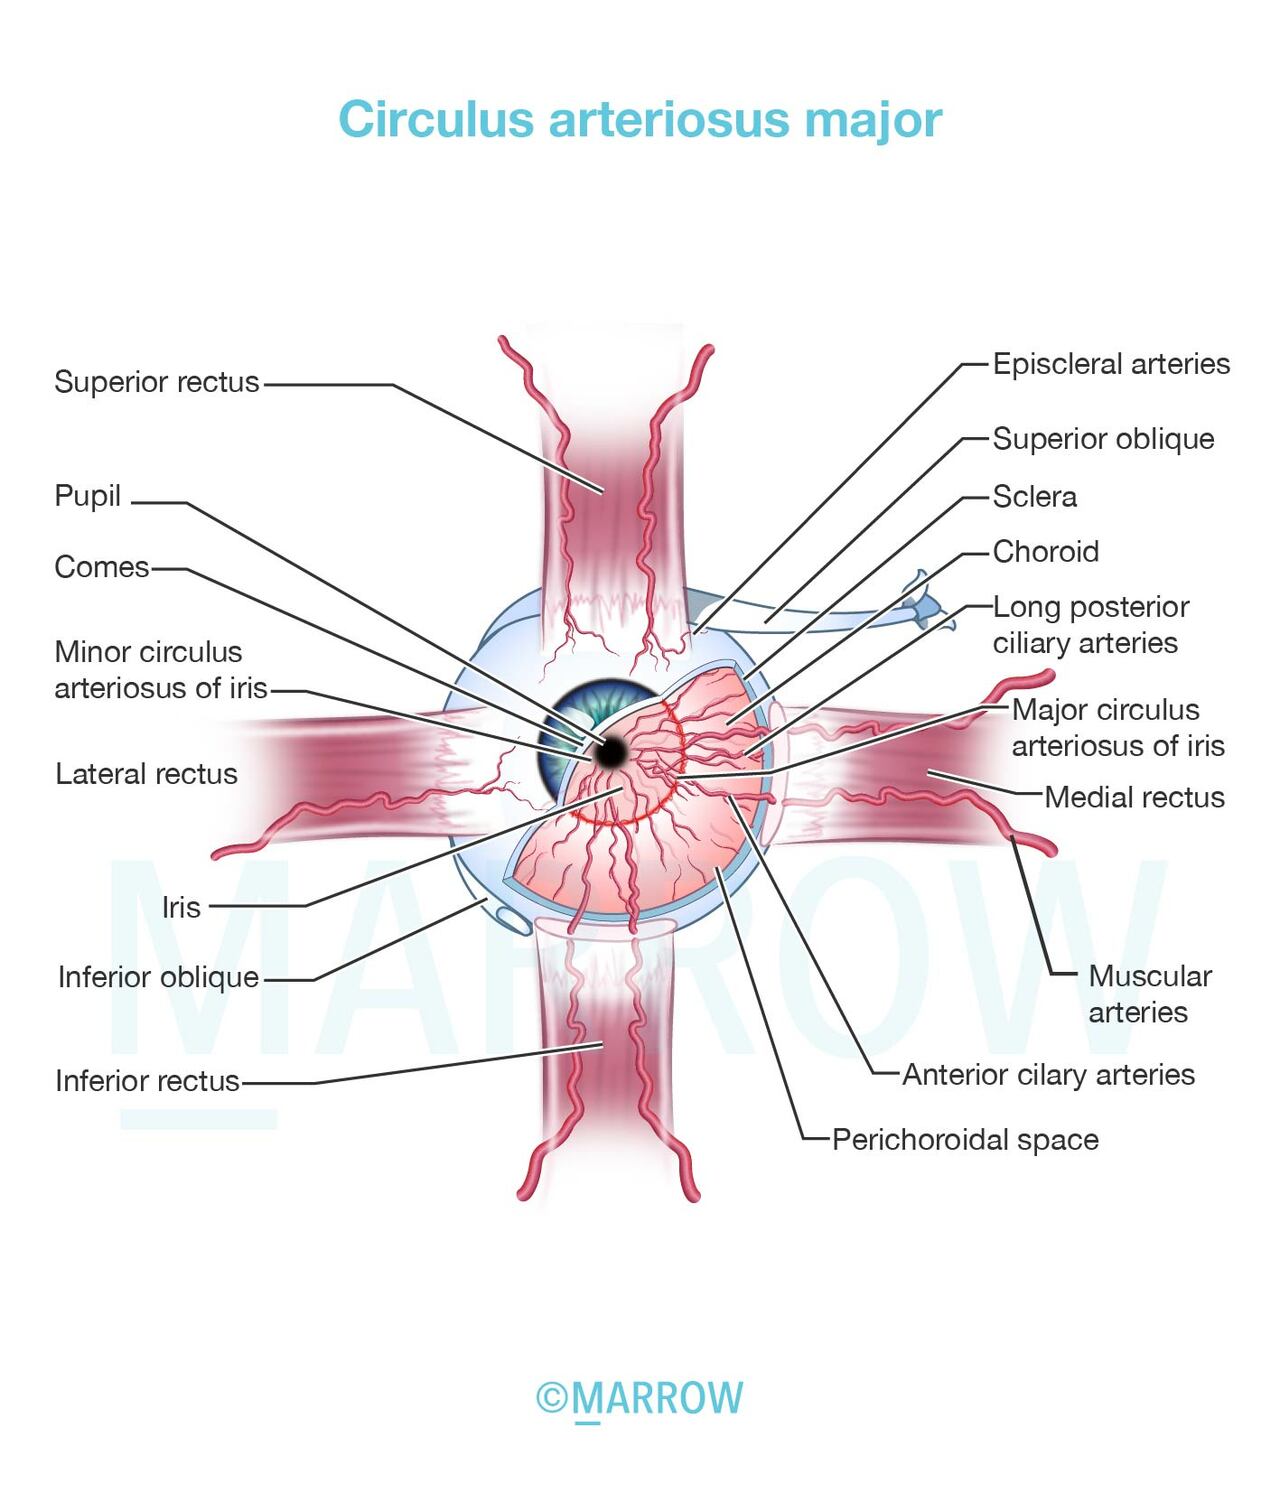 Circulus arteriosus major
Superior rectus
Pupil
Comes
Minor circulus
arteriosus of iris
Lateral rectus
Iris
Inferior oblique
Inferior rectus
Episcleral arteries
Superior oblique
Sclera
Choroid
Long posterior
ciliary arteries
Major circulus
arteriosus of iris
Medial rectus
Muscular
arteries
Anterior cilary arteries
Perichoroidal space
MARROW
©MARROW